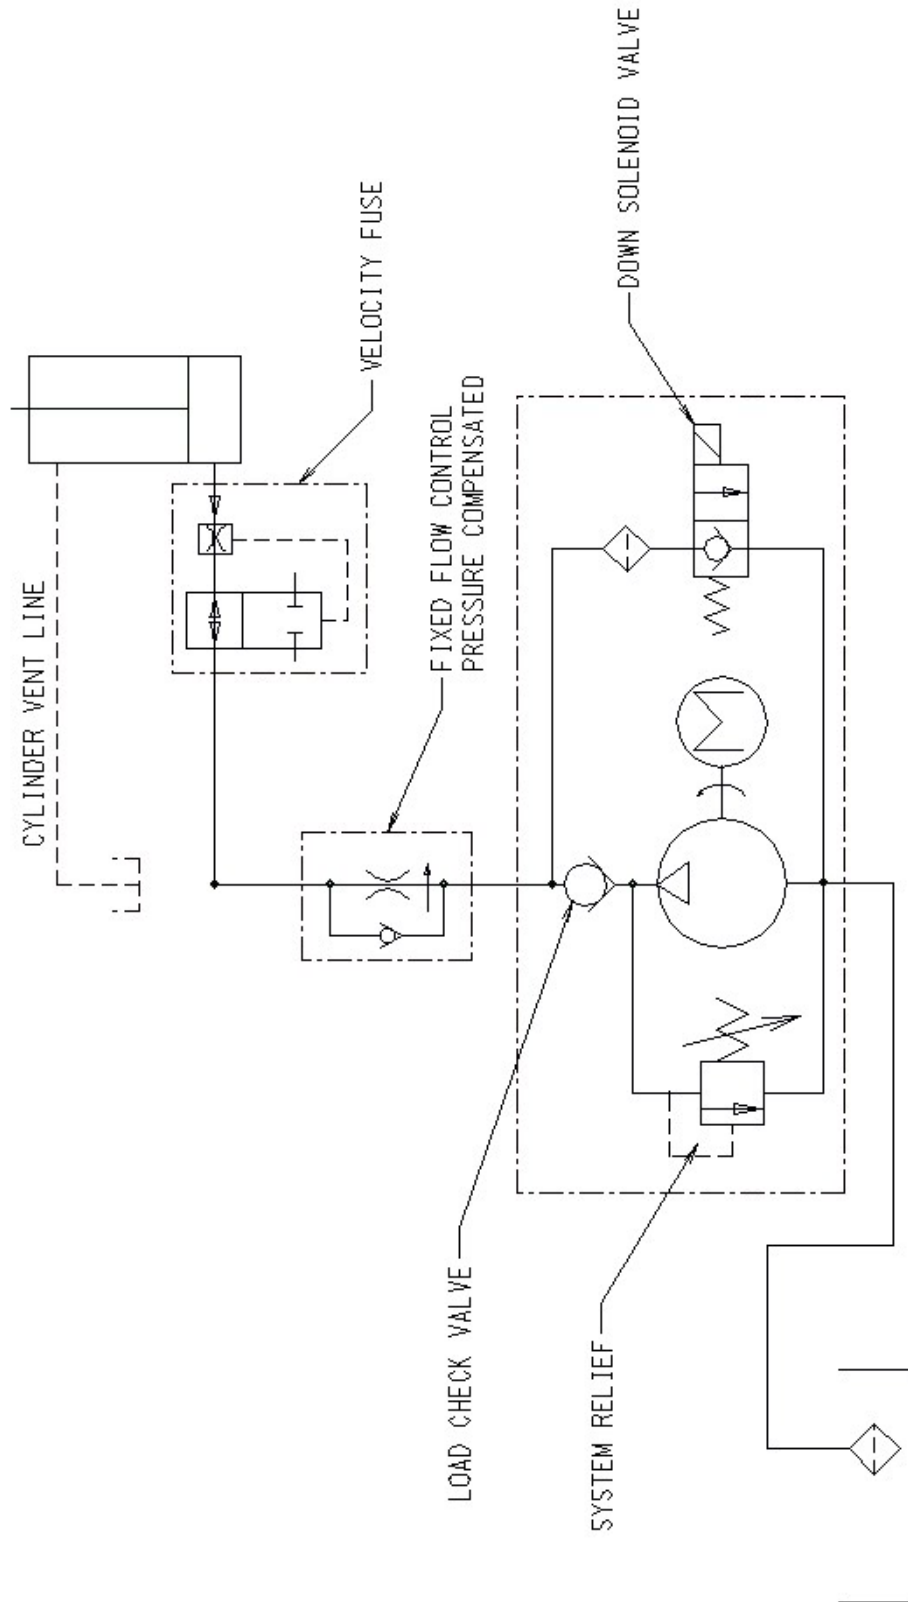 CYLINDER VENT LINE
VELOCITY FUSE
FIXED FLOW CONTROL
PRESSURE COMPENSATED
DOWN SOLENOID VALVE
LOAD CHECK VALVE
SYSTEM RELIEF
M